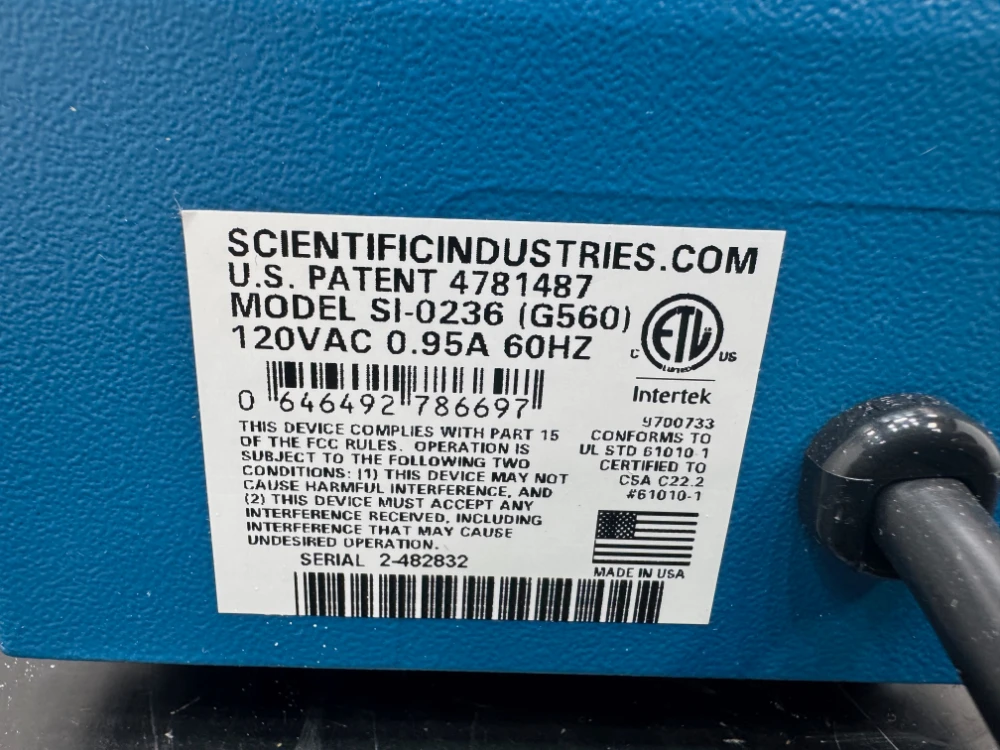 SCIENTIFICINDUSTRIES.COM
U.S. PATENT 4781487
MODEL SI-0236 (G560)
120VAC 0.95A 60HZ
ETL
C US
LISTED
Intertek
0 646492 786697
9700733
CONFORMS TO
UL STD 61010-1
CERTIFIED TO
CSA C22.2
#61010-1
THIS DEVICE COMPLIES WITH PART 15
OF THE FCC RULES. OPERATION IS
SUBJECT TO THE FOLLOWING TWO
CONDITIONS: (1) THIS DEVICE MAY NOT
CAUSE HARMFUL INTERFERENCE, AND
(2) THIS DEVICE MUST ACCEPT ANY
INTERFERENCE RECEIVED, INCLUDING
INTERFERENCE THAT MAY CAUSE
UNDESIRED OPERATION.
SERIAL 2-482832
MADE IN USA